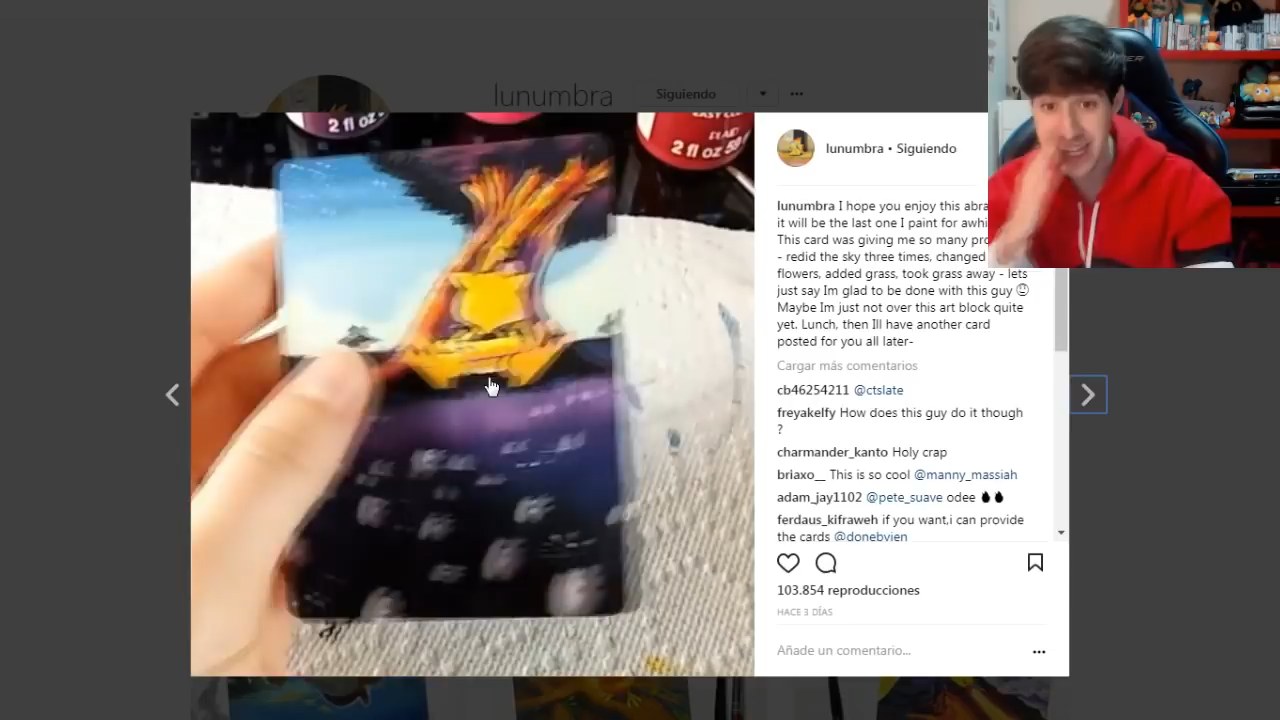 lunumbra
Siguiendo
2 fl oz
2 fl oz
lunumbra • Siguiendo
lunumbra I hope you enjoy this
it will be the last one I paint for
This card was giving me so many
- redid the sky three times, changed
flowers, added grass, took grass away - lets
just say Im glad to be done with this guy
Maybe Im just not over this art block quite
yet. Lunch, then Ill have another card
posted for you all later-
Cargar más comentarios
cb46254211 @ctslate
freyakelfy How does this guy do it though
?
charmander_kanto Holy crap
briaxo__ This is so cool @manny_massiah
adam_jay1102 @pete_suave odee
ferdaus_kifraweh if you want,i can provide
the cards @donebvien
103.854 reproducciones
HACE 3 DÍAS
Añade un comentario...